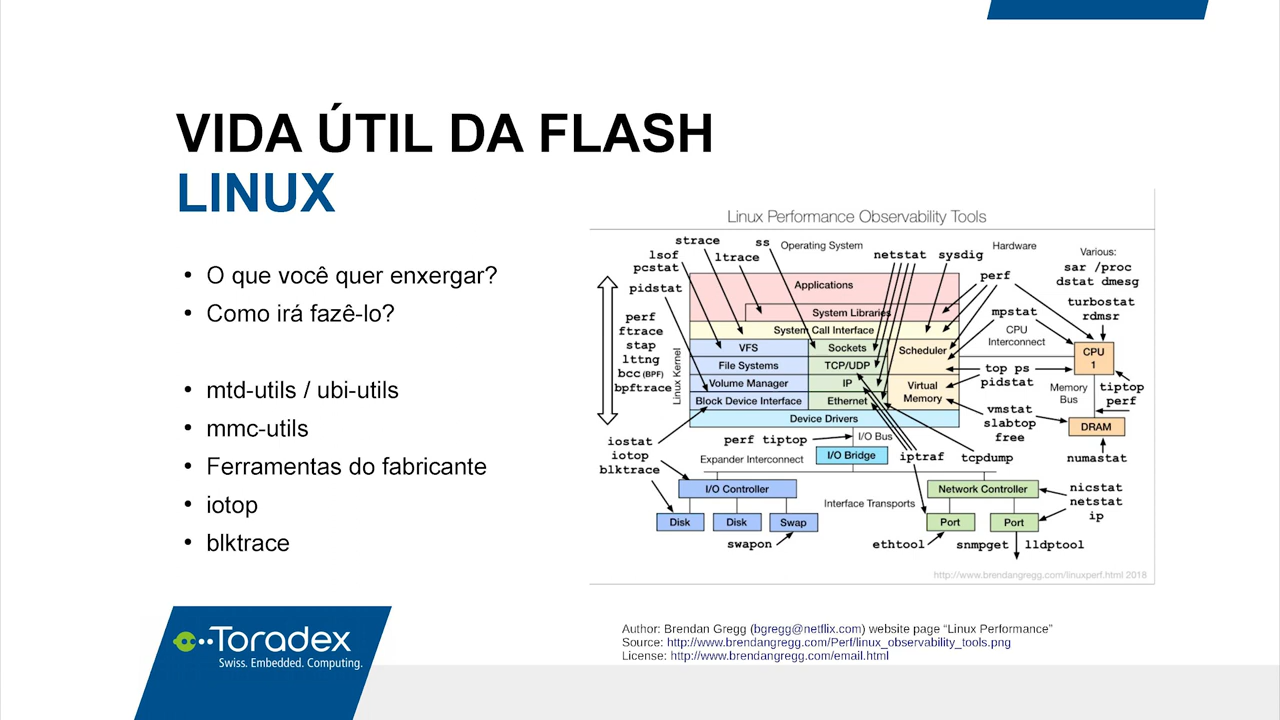 VIDA ÚTIL DA FLASH
LINUX
• O que você quer enxergar?
• Como irá fazê-lo?
• mtd-utils / ubi-utils
• mmc-utils
• Ferramentas do fabricante
• iotop
• blktrace
Linux Performance Observability Tools
strace
ss
Operating System
netstat
sysdig
Hardware
Various:
lsof
ltrace
pcstat
sar /proc
dstat dmesg
perf
pidstat
Applications
turbostat
rdmsr
System Libraries
mpstat
perf
ftrace
stap
lttng
bcc (BPF)
bpftrace
Linux Kernel
System Call Interface
CPU
Interconnect
VFS
Sockets
Scheduler
CPU
1
File Systems
TCP/UDP
top ps
pidstat
Volume Manager
IP
Virtual
Memory
Memory
Bus
tiptop
perf
Block Device Interface
Ethernet
vmstat
slabtop
free
Device Drivers
DRAM
iostat
iotop
blktrace
perf tiptop
I/O Bus
I/O Bridge
iptraf
tcpdump
numastat
Expander Interconnect
I/O Controller
Interface Transports
Network Controller
nicstat
netstat
ip
Disk
Disk
Swap
Port
Port
swapon
ethtool
snmpget
lldptool
http://www.brendangregg.com/linuxperf.html 2018
Toradex
Swiss. Embedded. Computing.
Author: Brendan Gregg (bgregg@netflix.com) website page “Linux Performance”
Source: http://www.brendangregg.com/Perf/linux_observability_tools.png
License: http://www.brendangregg.com/email.html